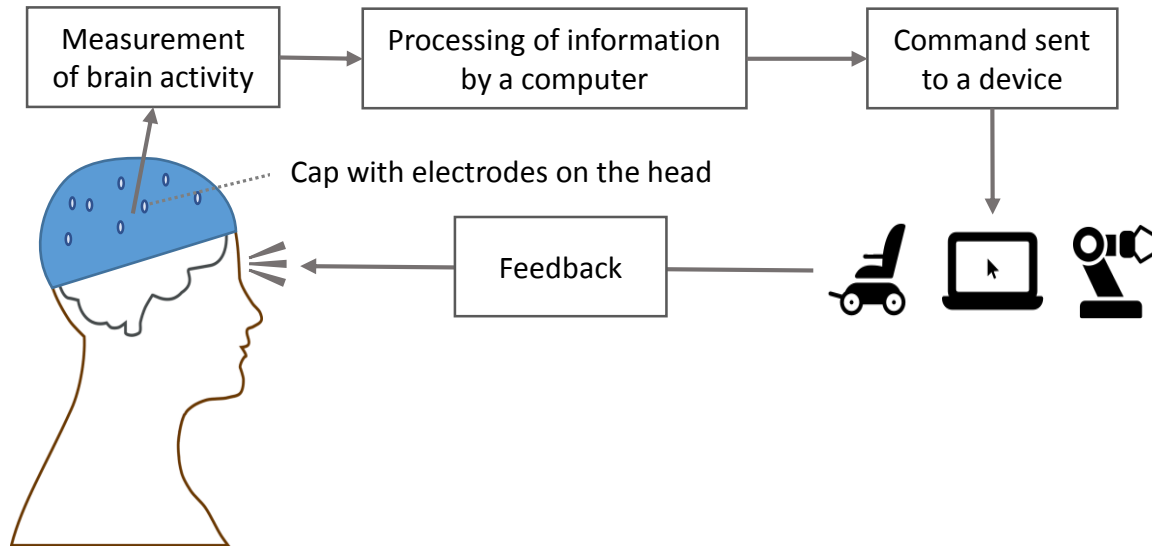 Measurement
of brain activity
Processing of information
by a computer
Command sent
to a device
Cap with electrodes on the head
Feedback